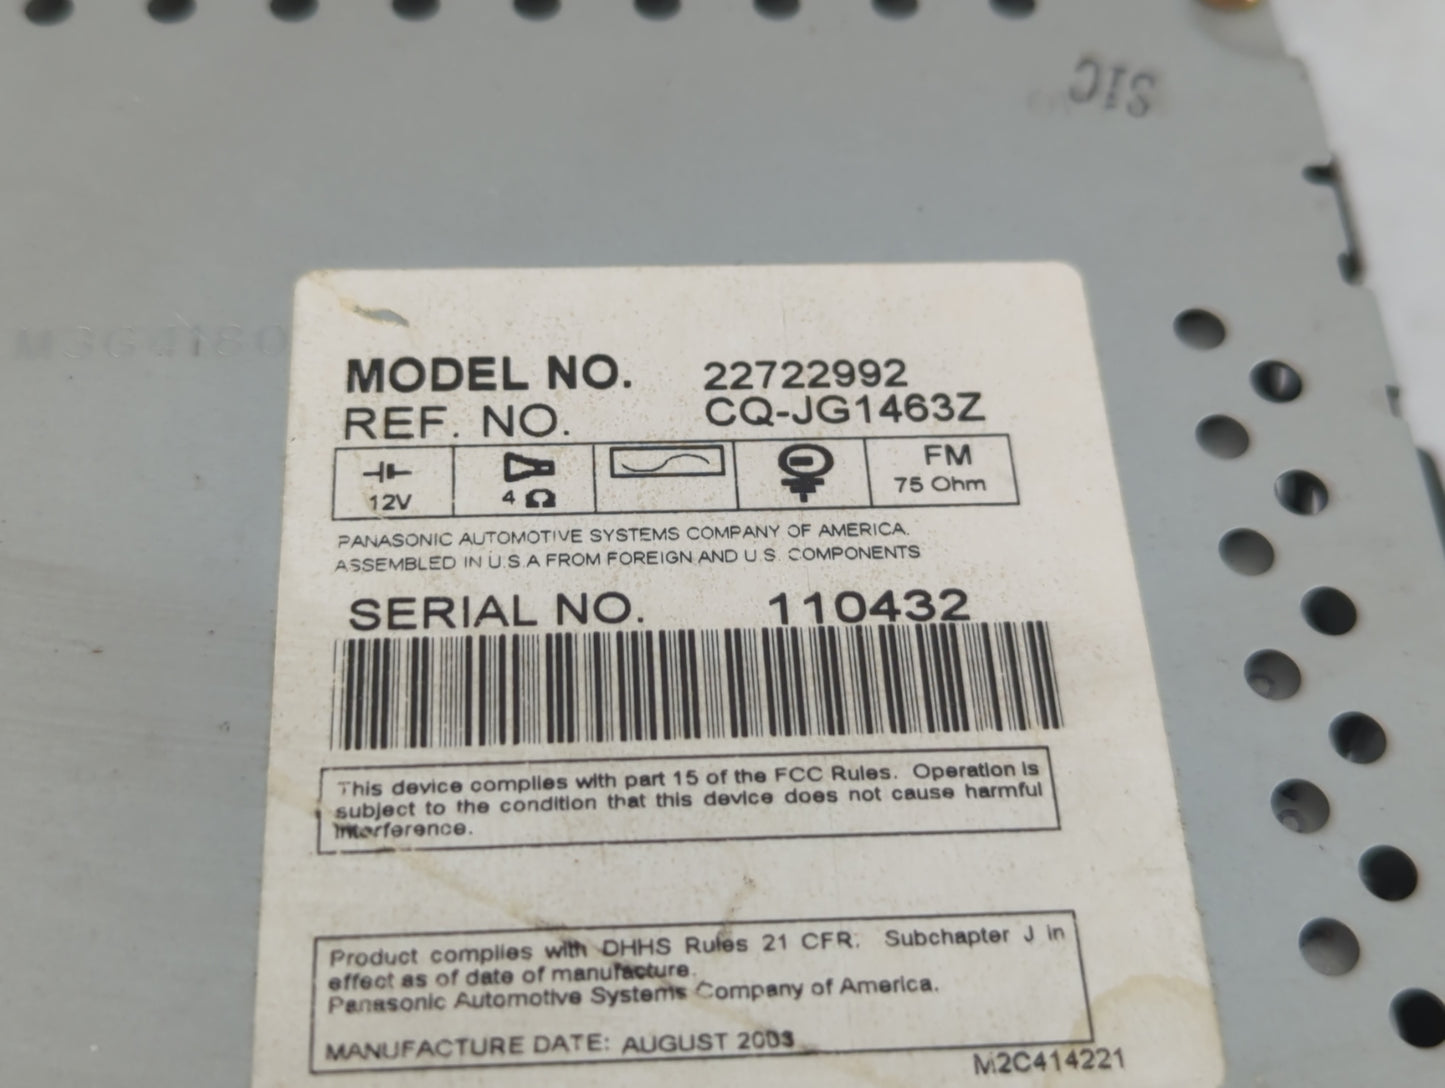 SIC
M3G4180
MODEL NO. 22722992
REF. NO. CQ-JG1463Z
12V
4 Ω
FM
75 Ohm
PANASONIC AUTOMOTIVE SYSTEMS COMPANY OF AMERICA.
ASSEMBLED IN U.S.A FROM FOREIGN AND U.S. COMPONENTS
SERIAL NO. 110432
This device complies with part 15 of the FCC Rules. Operation is
subject to the condition that this device does not cause harmful
interference.
Product complies with DHHS Rules 21 CFR. Subchapter J in
effect as of date of manufacture.
Panasonic Automotive Systems Company of America.
MANUFACTURE DATE: AUGUST 2003
M2C414221